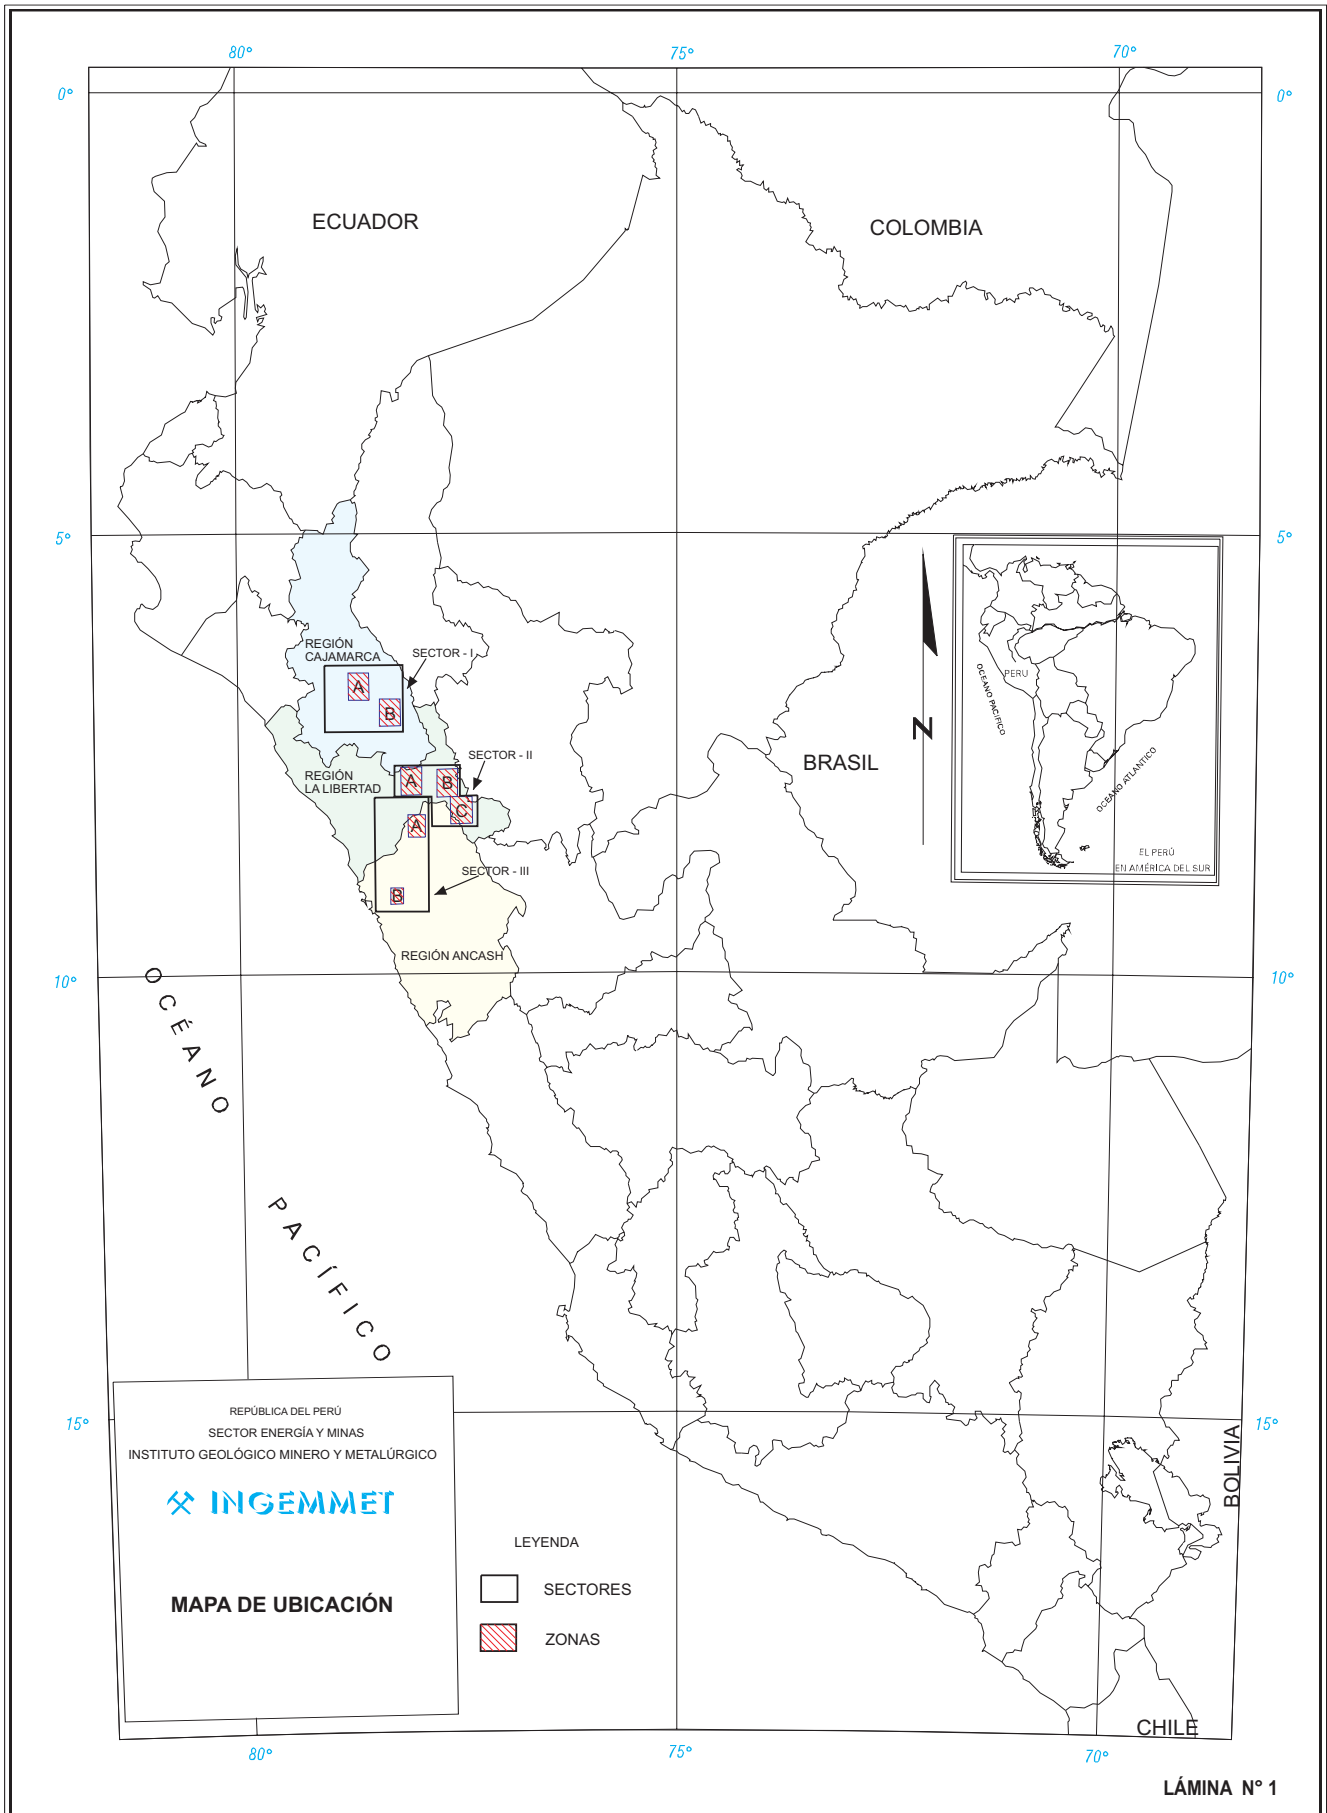 80°
75°
70°
0°
0°
ECUADOR
COLOMBIA
5°
5°
REGIÓN
CAJAMARCA
SECTOR - I
A
B
PERU
OCEANO PACIFICO
OCEANO ATLANTICO
EL PERÚ
EN AMÉRICA DEL SUR
N
BRASIL
SECTOR - II
REGIÓN
LA LIBERTAD
A
B
C
A
SECTOR - III
B
REGIÓN ANCASH
10°
10°
OCÉANO
PACÍFICO
15°
15°
BOLIVIA
REPÚBLICA DEL PERÚ
SECTOR ENERGÍA Y MINAS
INSTITUTO GEOLÓGICO MINERO Y METALÚRGICO
INGEMMET
MAPA DE UBICACIÓN
LEYENDA
SECTORES
ZONAS
CHILE
80°
75°
70°
LÁMINA N° 1